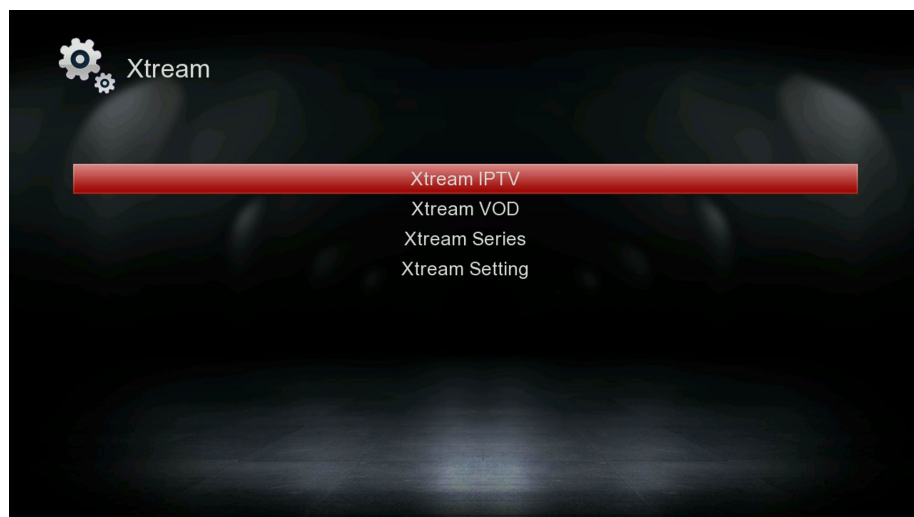 Xtream
Xtream IPTV
Xtream VOD
Xtream Series
Xtream Setting